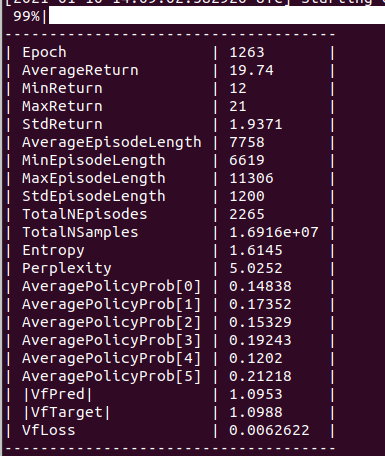 99%|
---------------------------------------
| Epoch | 1263 |
| AverageReturn | 19.74 |
| MinReturn | 12 |
| MaxReturn | 21 |
| StdReturn | 1.9371 |
| AverageEpisodeLength | 7758 |
| MinEpisodeLength | 6619 |
| MaxEpisodeLength | 11306 |
| StdEpisodeLength | 1200 |
| TotalNEpisodes | 2265 |
| TotalNSamples | 1.6916e+07 |
| Entropy | 1.6145 |
| Perplexity | 5.0252 |
| AveragePolicyProb[0] | 0.14838 |
| AveragePolicyProb[1] | 0.17352 |
| AveragePolicyProb[2] | 0.15329 |
| AveragePolicyProb[3] | 0.19243 |
| AveragePolicyProb[4] | 0.1202 |
| AveragePolicyProb[5] | 0.21218 |
| |VfPred| | 1.0953 |
| |VfTarget| | 1.0988 |
| VfLoss | 0.0062622 |
---------------------------------------